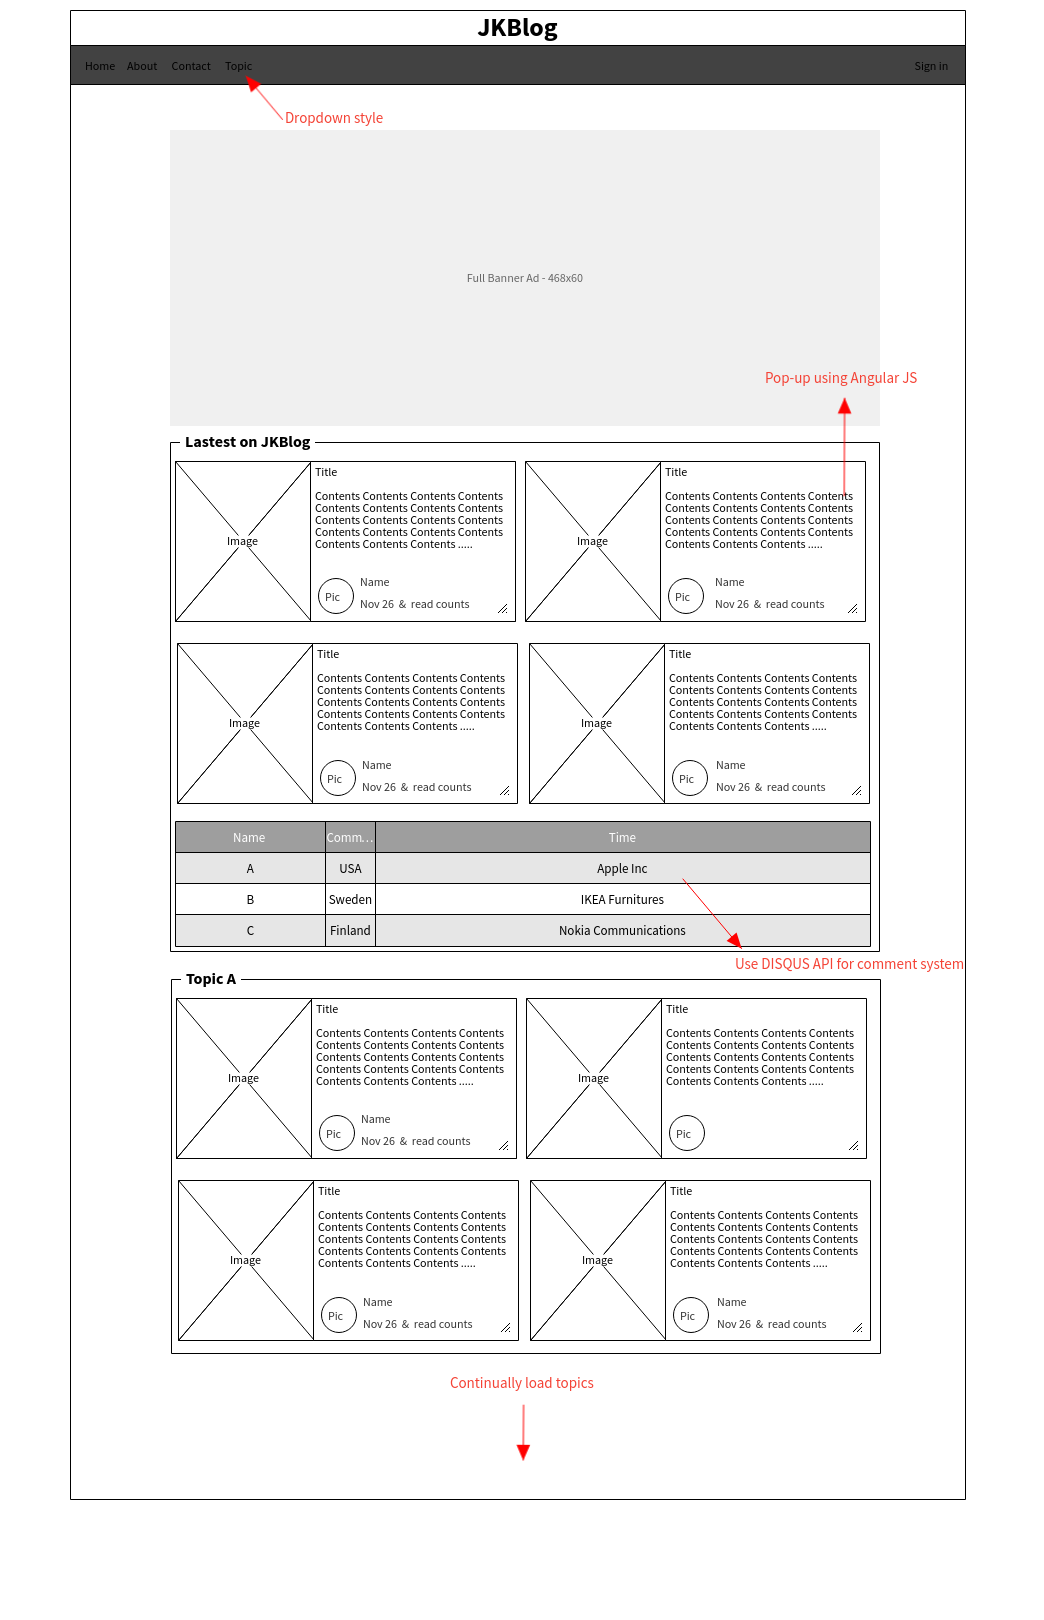 JKBlog
Home About Contact Topic Sign in
Dropdown style
Full Banner Ad - 468x60
Pop-up using Angular JS
Lastest on JKBlog
Image
Title
Contents Contents Contents Contents
Contents Contents Contents Contents
Contents Contents Contents Contents
Contents Contents Contents Contents
Contents Contents Contents .....
Pic
Name
Nov 26 & read counts
Image
Title
Contents Contents Contents Contents
Contents Contents Contents Contents
Contents Contents Contents Contents
Contents Contents Contents Contents
Contents Contents Contents .....
Pic
Name
Nov 26 & read counts
Image
Title
Contents Contents Contents Contents
Contents Contents Contents Contents
Contents Contents Contents Contents
Contents Contents Contents Contents
Contents Contents Contents .....
Pic
Name
Nov 26 & read counts
Image
Title
Contents Contents Contents Contents
Contents Contents Contents Contents
Contents Contents Contents Contents
Contents Contents Contents Contents
Contents Contents Contents .....
Pic
Name
Nov 26 & read counts
Name Comm... Time
A USA Apple Inc
B Sweden IKEA Furnitures
C Finland Nokia Communications
Use DISQUS API for comment system
Topic A
Image
Title
Contents Contents Contents Contents
Contents Contents Contents Contents
Contents Contents Contents Contents
Contents Contents Contents Contents
Contents Contents Contents .....
Pic
Name
Nov 26 & read counts
Image
Title
Contents Contents Contents Contents
Contents Contents Contents Contents
Contents Contents Contents Contents
Contents Contents Contents Contents
Contents Contents Contents .....
Pic
Image
Title
Contents Contents Contents Contents
Contents Contents Contents Contents
Contents Contents Contents Contents
Contents Contents Contents Contents
Contents Contents Contents .....
Pic
Name
Nov 26 & read counts
Image
Title
Contents Contents Contents Contents
Contents Contents Contents Contents
Contents Contents Contents Contents
Contents Contents Contents Contents
Contents Contents Contents .....
Pic
Name
Nov 26 & read counts
Continually load topics